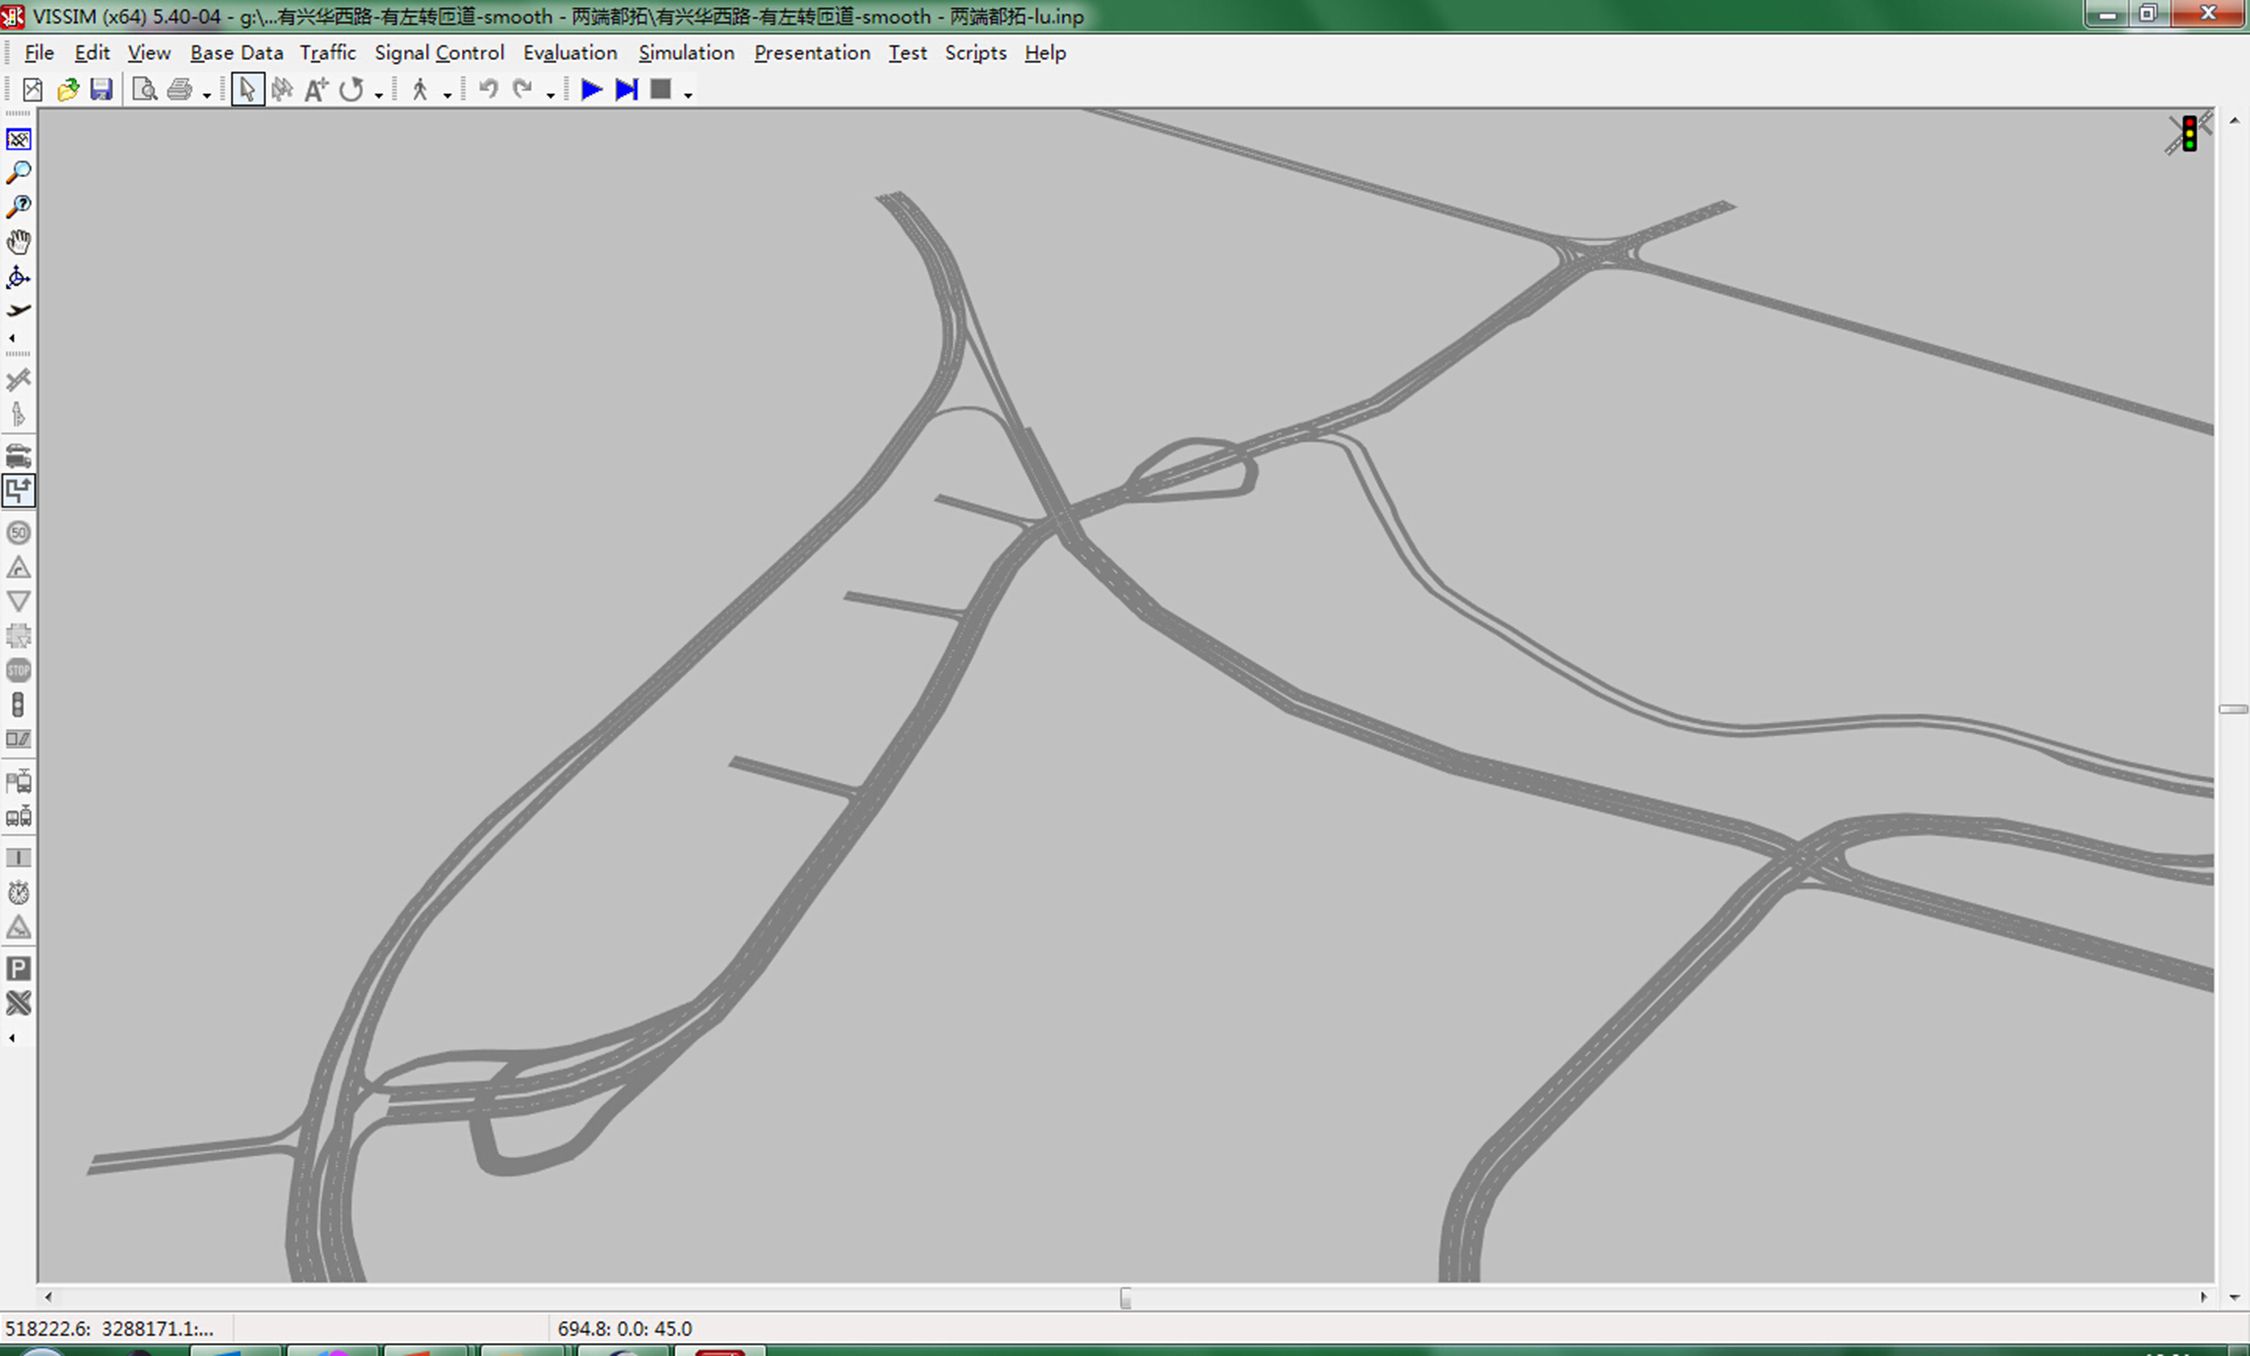 VISSIM (x64) 5.40-04 - g:\...有兴华西路-有左转匝道-smooth - 两端都拓\有兴华西路-有左转匝道-smooth - 两端都拓-lu.inp
File Edit View Base Data Traffic Signal Control Evaluation Simulation Presentation Test Scripts Help
50
STOP
P
518222.6: 3288171.1:... 694.8: 0.0: 45.0